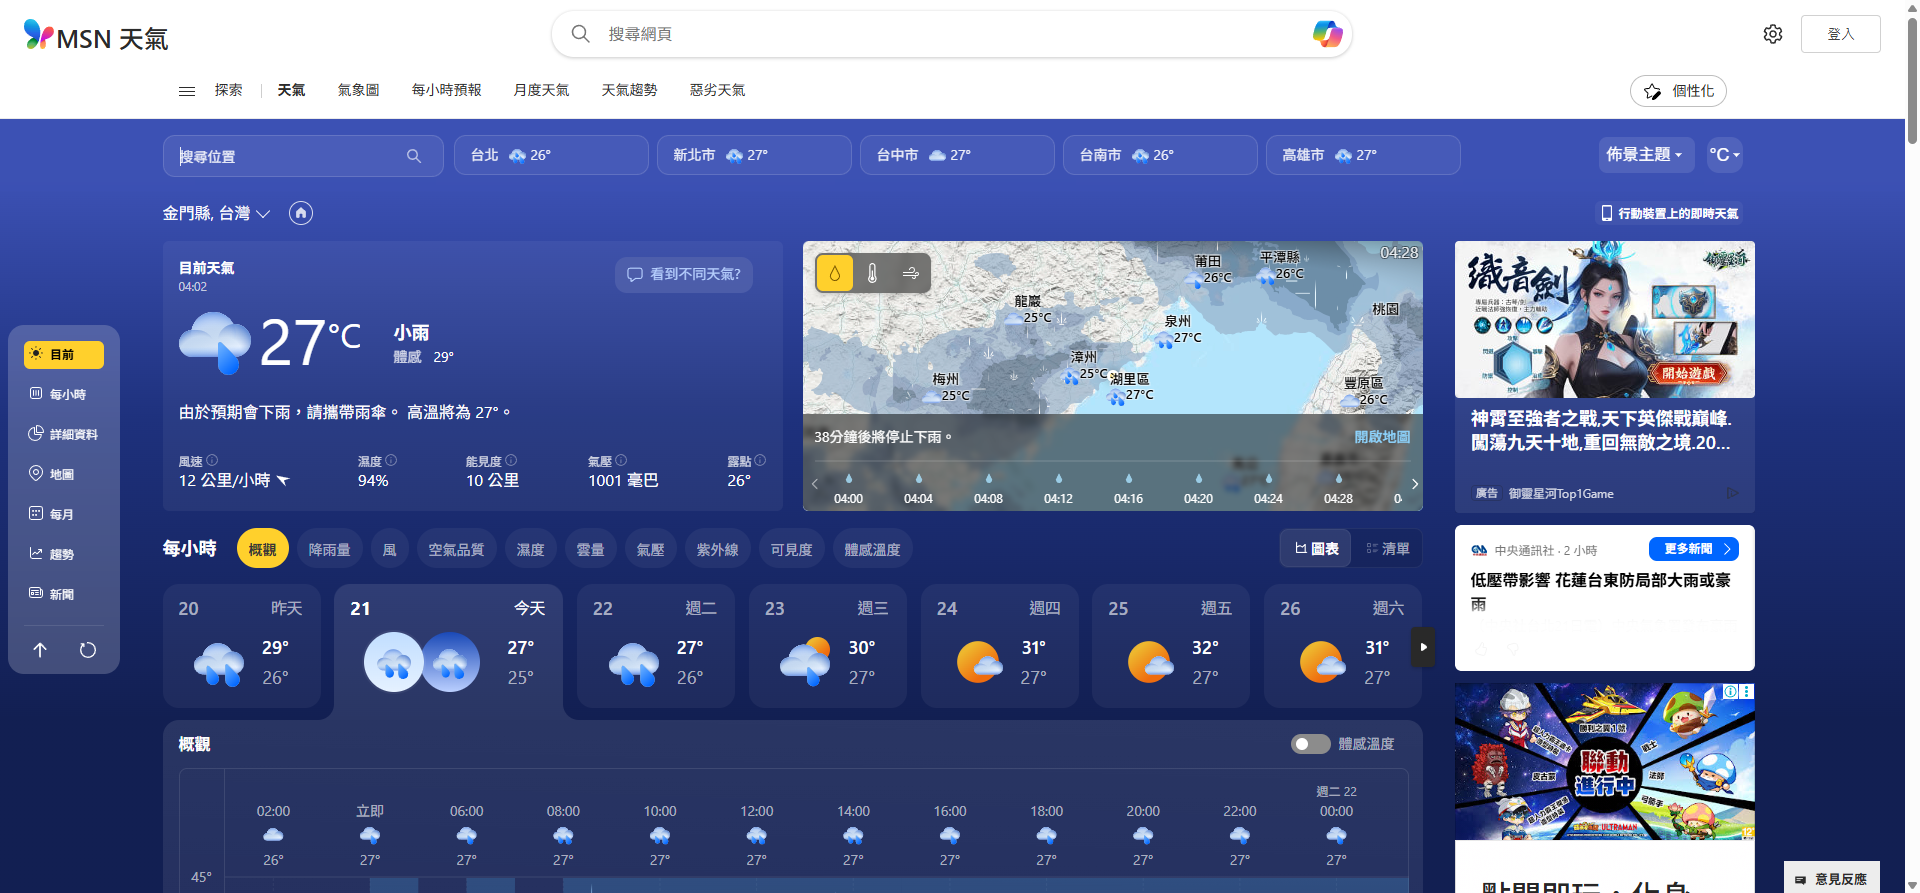 MSN 天氣
搜尋網頁
登入
探索
天氣
氣象圖
每小時預報
月度天氣
天氣趨勢
惡劣天氣
個性化
搜尋位置
台北 26°
新北市 27°
台中市 27°
台南市 26°
高雄市 27°
佈景主題
°C
金門縣, 台灣
行動裝置上的即時天氣
目前
每小時
詳細資料
地圖
每月
趨勢
新聞
目前天氣
04:02
看到不同天氣?
27°C
小雨
體感 29°
由於預期會下雨，請攜帶雨傘。 高溫將為 27°。
風速
12 公里/小時
濕度
94%
能見度
10 公里
氣壓
1001 毫巴
露點
26°
04:28
莆田
26°C
平潭縣
26°C
龍巖
25°C
桃園
泉州
27°C
漳州
25°C
湖里區
27°C
梅州
25°C
豐原區
26°C
38分鐘後將停止下雨。
開啟地圖
04:00 04:04 04:08 04:12 04:16 04:20 04:24 04:28
織音劍
開始遊戲
神霄至強者之戰,天下英傑戰巔峰.
闖蕩九天十地,重回無敵之境.20...
廣告 御靈星河Top1Game
中央通訊社 · 2 小時
更多新聞
低壓帶影響 花蓮台東防局部大雨或豪
雨
每小時
概觀
降雨量
風
空氣品質
濕度
雲量
氣壓
紫外線
可見度
體感溫度
圖表
清單
20 昨天
29°
26°
21 今天
27°
25°
22 週二
27°
26°
23 週三
30°
27°
24 週四
31°
27°
25 週五
32°
27°
26 週六
31°
27°
概觀
體感溫度
週二 22
02:00 立即 06:00 08:00 10:00 12:00 14:00 16:00 18:00 20:00 22:00 00:00
26° 27° 27° 27° 27° 27° 27° 27° 27° 27° 27° 27°
45°
戰士
法師
弓箭手
聯動
進行中
ULTRAMAN
意見反應